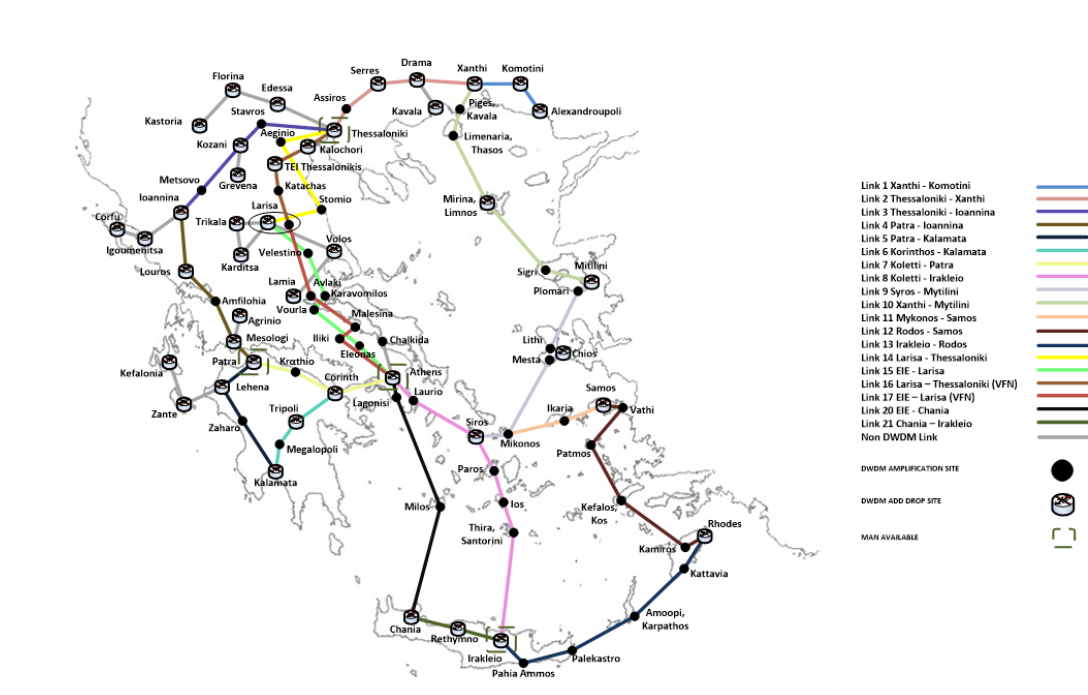 Florina
Edessa
Kastoria
Stavros
Aeginio
Kozani
Grevena
Metsovo
Ioannina
Corfu
Igoumenitsa
Assiros
Serres
Drama
Xanthi
Komotini
Kavala
Piges,
Kavala
Alexandroupoli
Limenaria,
Thasos
Thessaloniki
Kalochori
TEI Thessalonikis
Katachas
Stomio
Larisa
Trikala
Karditsa
Volos
Velestino
Mirina,
Limnos
Sigri
Mitilini
Plomari
Louros
Amfilohia
Agrinio
Mesologi
Lamia
Avlaki
Karavomilos
Vourla
Malesina
Iliki
Eleonas
Chalkida
Lithi
Mesta
Chios
Kefalonia
Zante
Patra
Lehena
Krathio
Corinth
Athens
Lagonisi
Laurio
Zaharo
Tripoli
Megalopoli
Kalamata
Siros
Mikonos
Ikaria
Samos
Vathi
Patmos
Paros
Ios
Thira,
Santorini
Milos
Kefalos,
Kos
Rhodes
Kamiros
Kattavia
Amoopi,
Karpathos
Chania
Rethymno
Irakleio
Pahia Ammos
Palekastro
Link 1 Xanthi - Komotini
Link 2 Thessaloniki - Xanthi
Link 3 Thessaloniki - Ioannina
Link 4 Patra - Ioannina
Link 5 Patra - Kalamata
Link 6 Korinthos - Kalamata
Link 7 Koletti - Patra
Link 8 Koletti - Irakleio
Link 9 Syros - Mytilini
Link 10 Xanthi - Mytilini
Link 11 Mykonos - Samos
Link 12 Rodos - Samos
Link 13 Irakleio - Rodos
Link 14 Larisa - Thessaloniki
Link 15 EIE - Larisa
Link 16 Larisa – Thessaloniki (VFN)
Link 17 EIE – Larisa (VFN)
Link 20 EIE - Chania
Link 21 Chania – Irakleio
Non DWDM Link
DWDM AMPLIFICATION SITE
DWDM ADD DROP SITE
MAN AVAILABLE